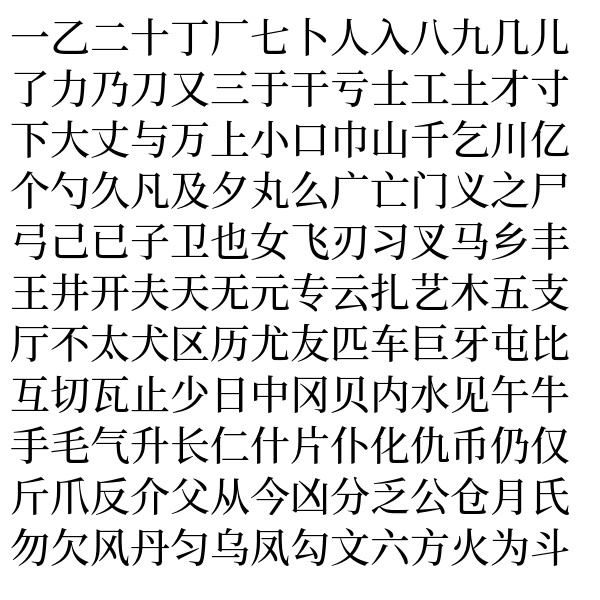 一乙二十丁厂七卜人入八九几儿
了力乃刀又三于干亏士工土才寸
下大丈与万上小口巾山千乞川亿
个勺久凡及夕丸么广亡门义之尸
弓己已子卫也女飞刃习叉马乡丰
王井开夫天无元专云扎艺木五支
厅不太犬区历尤友匹车巨牙屯比
互切瓦止少日中冈贝内水见午牛
手毛气升长仁什片仆化仇币仍仅
斤爪反介父从今凶分乏公仓月氏
勿欠风丹匀乌凤勾文六方火为斗